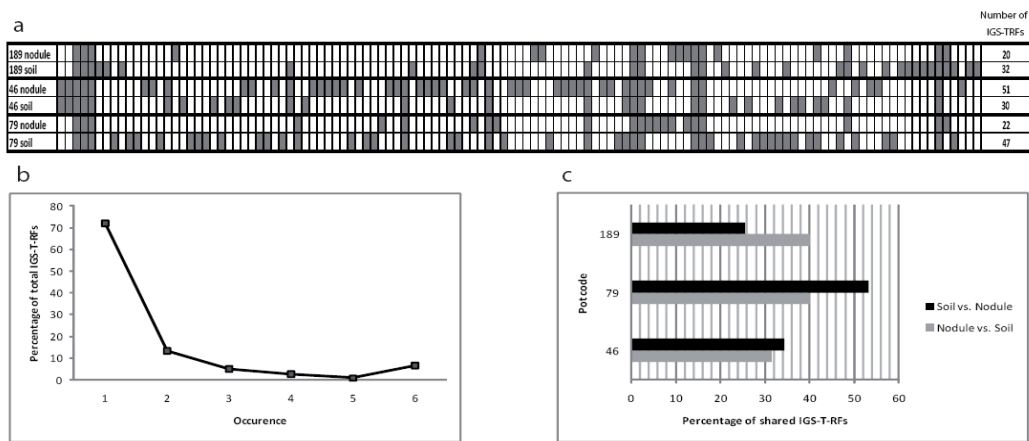 a
Number of
IGS-TRFs
189 nodule 20
189 soil 32
46 nodule 51
46 soil 30
79 nodule 22
79 soil 47
b
Percentage of total IGS-T-RFs
80
70
60
50
40
30
20
10
0
1 2 3 4 5 6
Occurence
c
Pot code
189
79
46
0 10 20 30 40 50 60
Percentage of shared IGS-T-RFs
Soil vs. Nodule
Nodule vs. Soil